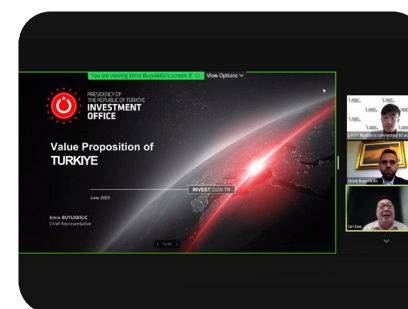 You are viewing Emre Buyukkilic's screen
View Options
PRESIDENCY OF
THE REPUBLIC OF TÜRKİYE
INVESTMENT
OFFICE
Value Proposition of
TURKIYE
INVEST.GOV.TR
June 2023
Emre BUYUKKILIC
Chief Representative
Emre Buyukkilic
Ian Lee